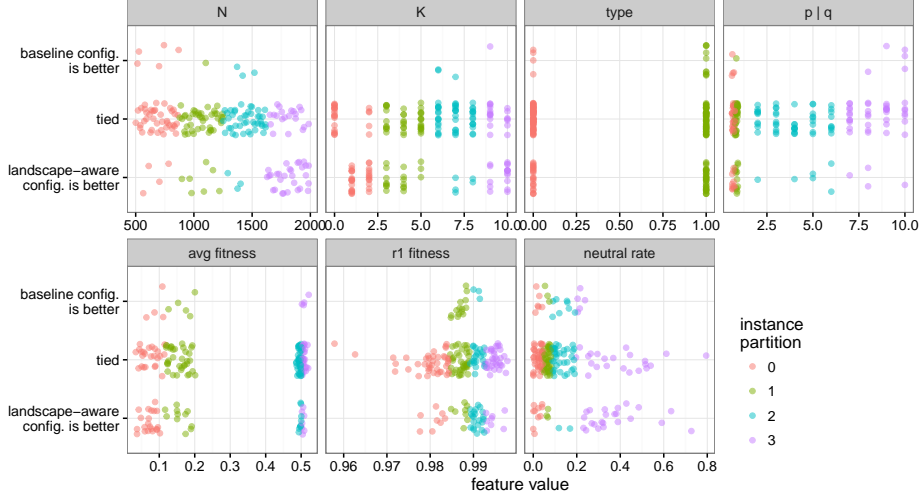 N K type p | q
baseline config.
is better
tied
landscape−aware
config. is better
500 1000 1500 2000 0.0 2.5 5.0 7.5 10.0 0.00 0.25 0.50 0.75 1.00 2.5 5.0 7.5 10.0
avg fitness r1 fitness neutral rate
baseline config.
is better
tied
landscape−aware
config. is better
0.1 0.2 0.3 0.4 0.5 0.96 0.97 0.98 0.99 0.0 0.2 0.4 0.6 0.8
feature value
instance
partition
0
1
2
3